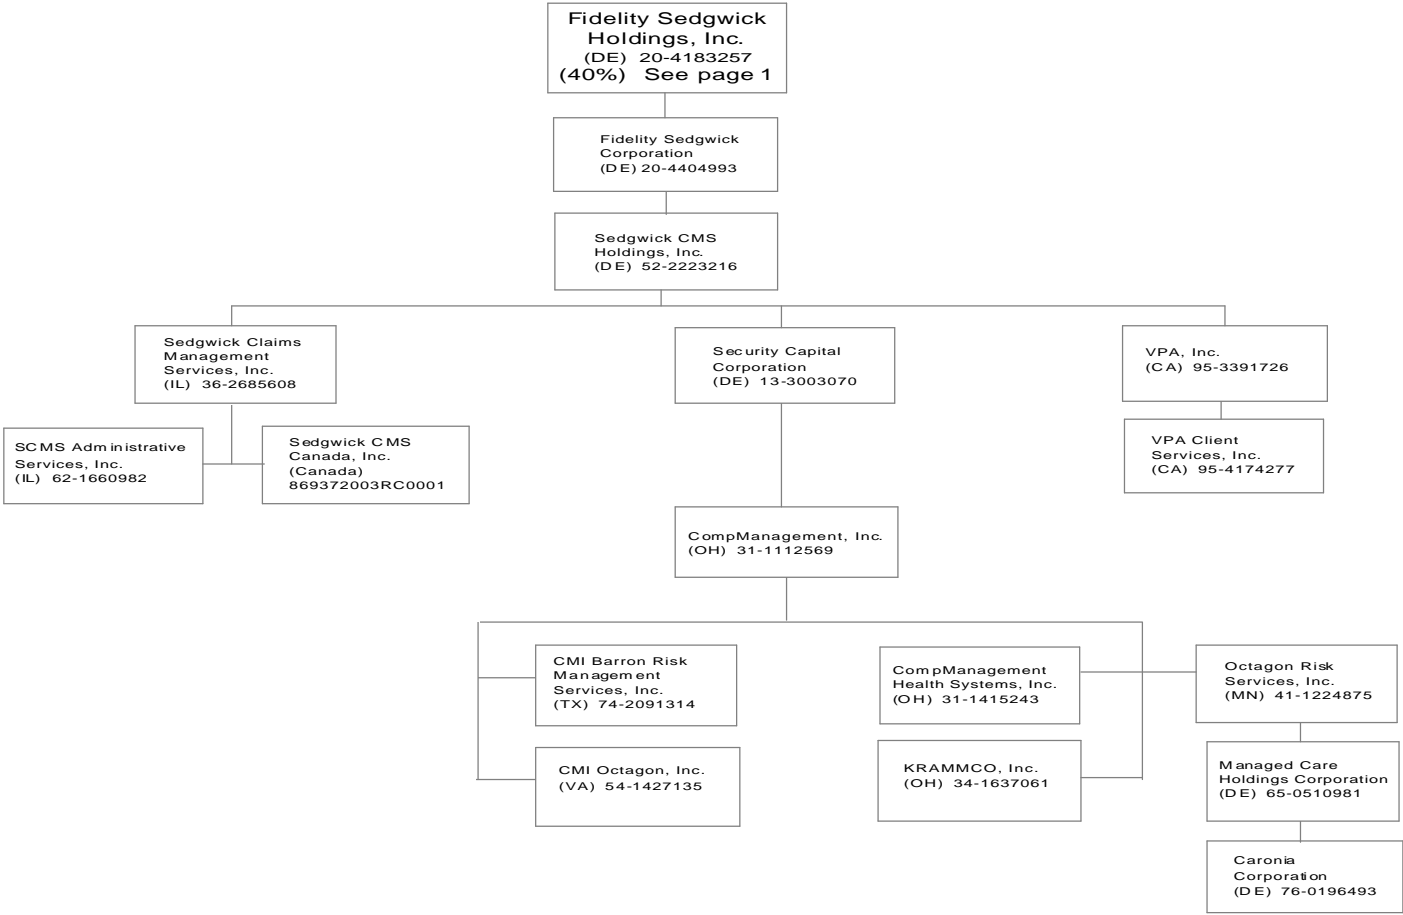 Fidelity Sedgwick
Holdings, Inc.
(DE) 20-4183257
(40%) See page 1
Fidelity Sedgwick
Corporation
(DE) 20-4404993
Sedgwick CMS
Holdings, Inc.
(DE) 52-2223216
Sedgwick Claims
Management
Services, Inc.
(IL) 36-2685608
Security Capital
Corporation
(DE) 13-3003070
VPA, Inc.
(CA) 95-3391726
SCMS Administrative
Services, Inc.
(IL) 62-1660982
Sedgwick CMS
Canada, Inc.
(Canada)
869372003RC0001
VPA Client
Services, Inc.
(CA) 95-4174277
CompManagement, Inc.
(OH) 31-1112569
CMI Barron Risk
Management
Services, Inc.
(TX) 74-2091314
CompManagement
Health Systems, Inc.
(OH) 31-1415243
Octagon Risk
Services, Inc.
(MN) 41-1224875
CMI Octagon, Inc.
(VA) 54-1427135
KRAMMCO, Inc.
(OH) 34-1637061
Managed Care
Holdings Corporation
(DE) 65-0510981
Caronia
Corporation
(DE) 76-0196493